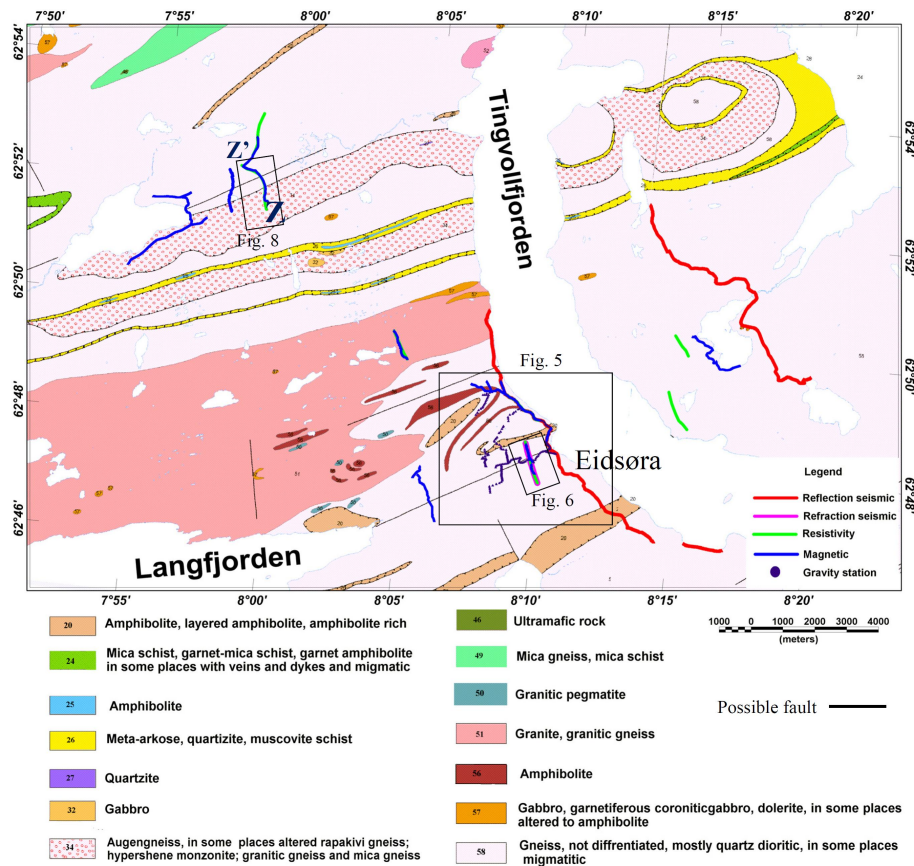 7°50'
7°55'
8°00'
8°05'
8°10'
8°15'
8°20'
62°54'
62°52'
62°50'
62°48'
62°46'
62°54'
62°52'
62°50'
62°48'
Tingvollfjorden
Z'
Z
Fig. 8
Fig. 5
Eidsøra
Fig. 6
Langfjorden
Legend
Reflection seismic
Refraction seismic
Resistivity
Magnetic
Gravity station
7°55'
8°00'
8°05'
8°10'
8°15'
8°20'
20 Amphibolite, layered amphibolite, amphibolite rich
24 Mica schist, garnet-mica schist, garnet amphibolite
in some places with veins and dykes and migmatic
25 Amphibolite
26 Meta-arkose, quartizite, muscovite schist
27 Quartzite
32 Gabbro
34 Augengneiss, in some places altered rapakivi gneiss;
hypershene monzonite; granitic gneiss and mica gneiss
46 Ultramafic rock
49 Mica gneiss, mica schist
50 Granitic pegmatite
51 Granite, granitic gneiss
56 Amphibolite
57 Gabbro, garnetiferous coroniticgabbro, dolerite, in some places
altered to amphibolite
58 Gneiss, not diffrentiated, mostly quartz dioritic, in some places
migmatitic
1000 0 1000 2000 3000 4000
(meters)
Possible fault